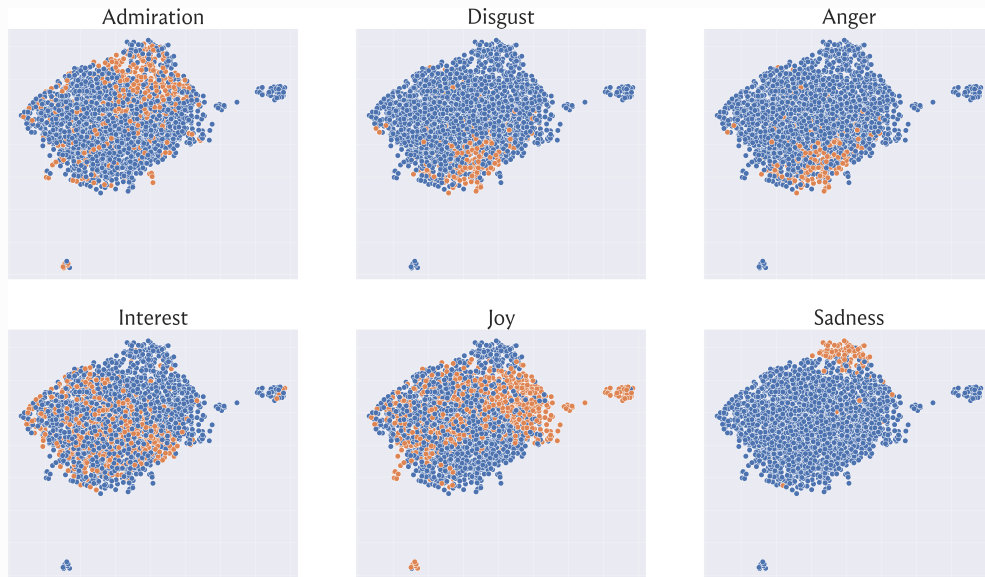 Admiration
Disgust
Anger
Interest
Joy
Sadness